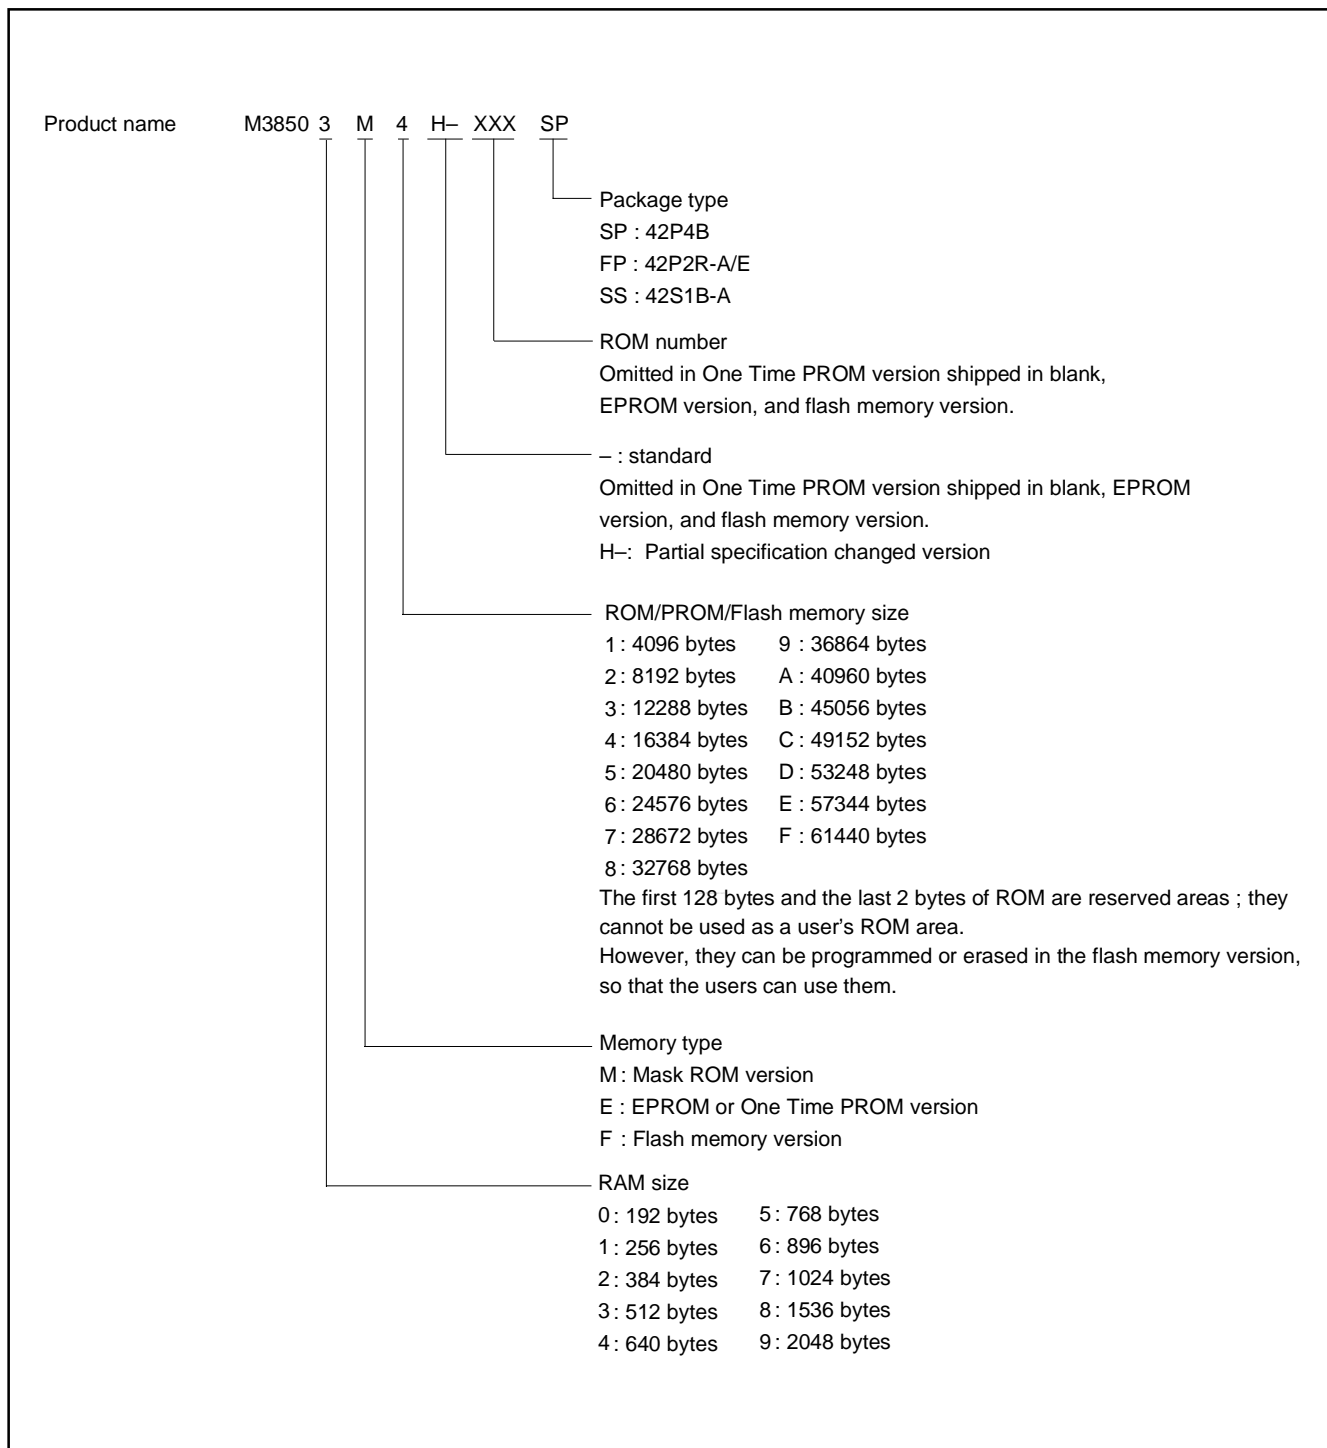 Product name M3850 3 M 4 H– XXX SP
Package type
SP : 42P4B
FP : 42P2R-A/E
SS : 42S1B-A
ROM number
Omitted in One Time PROM version shipped in blank,
EPROM version, and flash memory version.
– : standard
Omitted in One Time PROM version shipped in blank, EPROM
version, and flash memory version.
H–: Partial specification changed version
ROM/PROM/Flash memory size
1 : 4096 bytes 9 : 36864 bytes
2 : 8192 bytes A : 40960 bytes
3 : 12288 bytes B : 45056 bytes
4 : 16384 bytes C : 49152 bytes
5 : 20480 bytes D : 53248 bytes
6 : 24576 bytes E : 57344 bytes
7 : 28672 bytes F : 61440 bytes
8 : 32768 bytes
The first 128 bytes and the last 2 bytes of ROM are reserved areas ; they
cannot be used as a user’s ROM area.
However, they can be programmed or erased in the flash memory version,
so that the users can use them.
Memory type
M : Mask ROM version
E : EPROM or One Time PROM version
F : Flash memory version
RAM size
0 : 192 bytes 5 : 768 bytes
1 : 256 bytes 6 : 896 bytes
2 : 384 bytes 7 : 1024 bytes
3 : 512 bytes 8 : 1536 bytes
4 : 640 bytes 9 : 2048 bytes